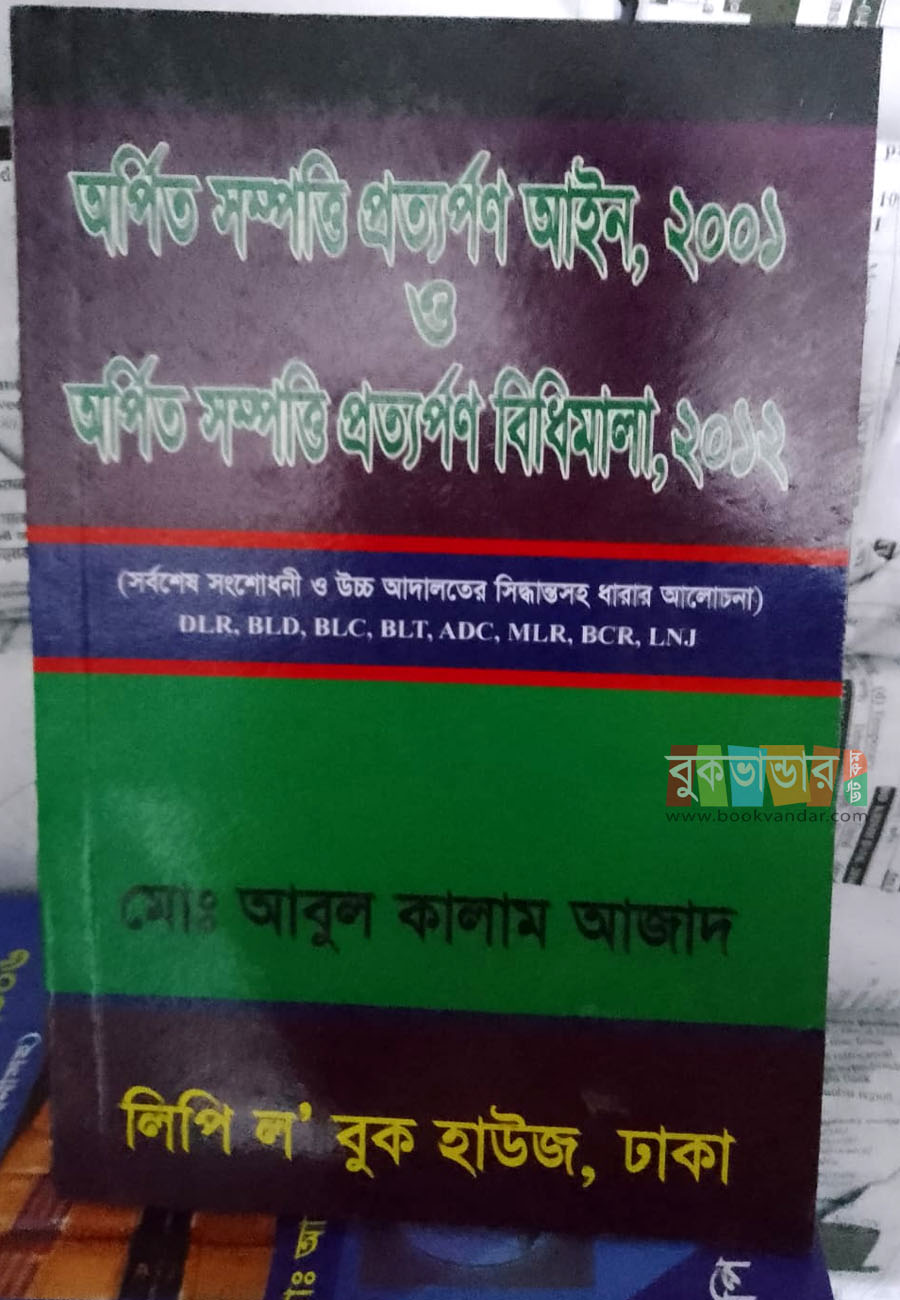 অর্পিত সম্পত্তি প্রত্যর্পণ আইন, ২০০১
ও
অর্পিত সম্পত্তি প্রত্যর্পণ বিধিমালা, ২০১২
(সর্বশেষ সংশোধনী ও উচ্চ আদালতের সিদ্ধান্তসহ ধারার আলোচনা)
DLR, BLD, BLC, BLT, ADC, MLR, BCR, LNJ
বুকভান্ডার ডট কম
www.bookvandar.com
মোঃ আবুল কালাম আজাদ
লিপি ল' বুক হাউজ, ঢাকা